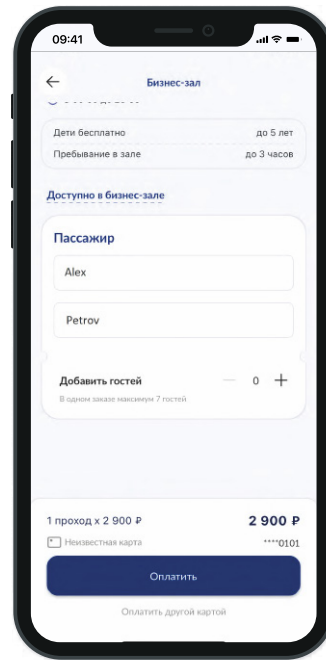 09:41
Бизнес-зал
Дети бесплатно до 5 лет
Пребывание в зале до 3 часов
Доступно в бизнес-зале
Пассажир
Alex
Petrov
Добавить гостей — 0 +
В одном заказе максимум 7 гостей
1 проход x 2 900 ₽ 2 900 ₽
Неизвестная карта ****0101
Оплатить
Оплатить другой картой